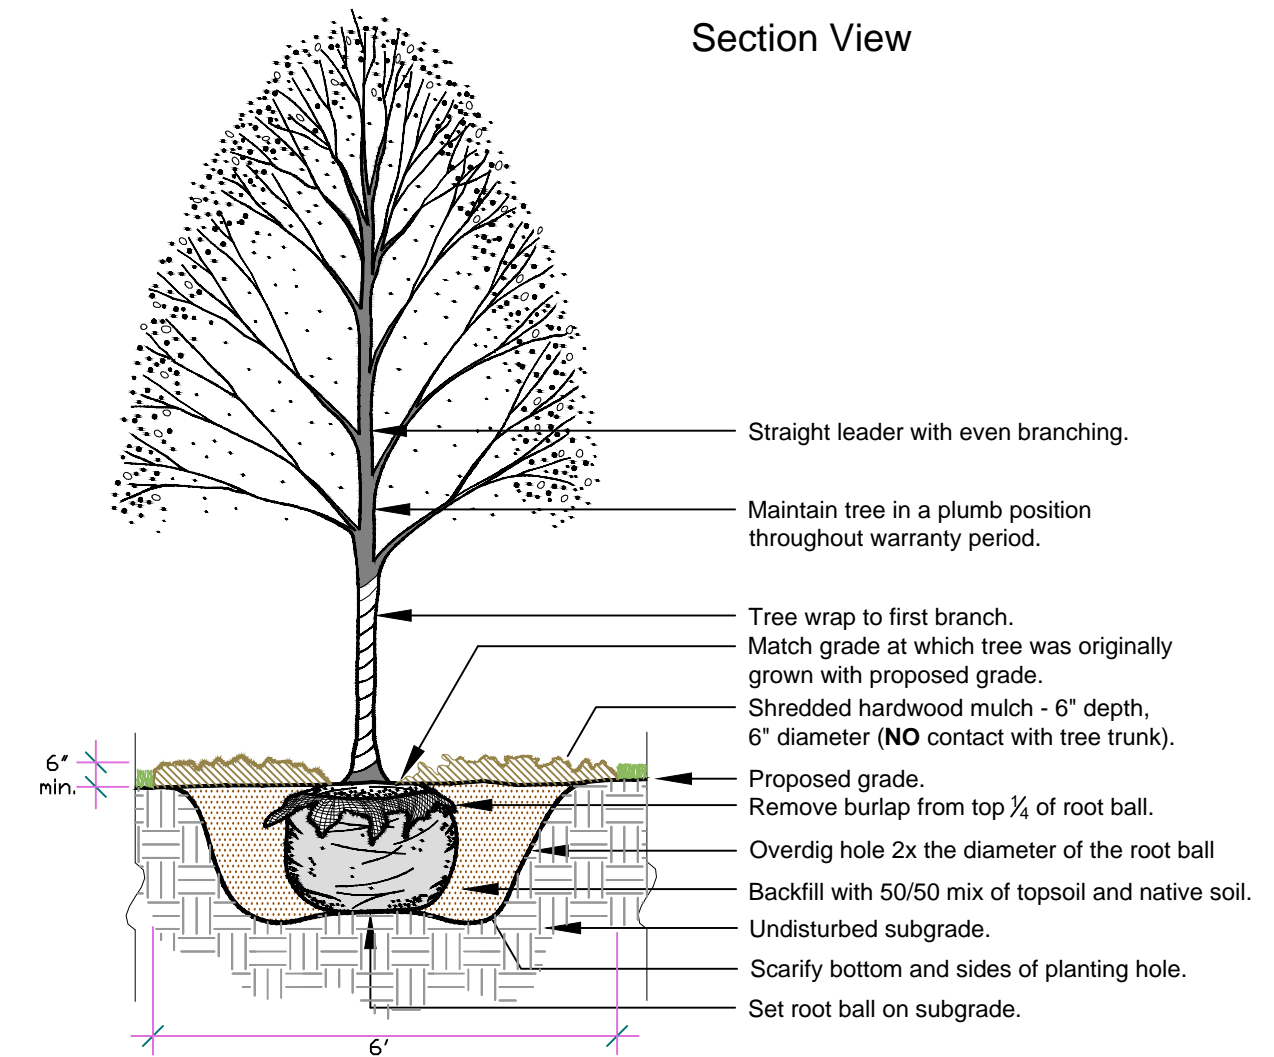 Section View
Straight leader with even branching.
Maintain tree in a plumb position
throughout warranty period.
Tree wrap to first branch.
Match grade at which tree was originally
grown with proposed grade.
Shredded hardwood mulch - 6" depth,
6" diameter (NO contact with tree trunk).
6"
min.
Proposed grade.
Remove burlap from top ¼ of root ball.
Overdig hole 2x the diameter of the root ball
Backfill with 50/50 mix of topsoil and native soil.
Undisturbed subgrade.
Scarify bottom and sides of planting hole.
Set root ball on subgrade.
6'